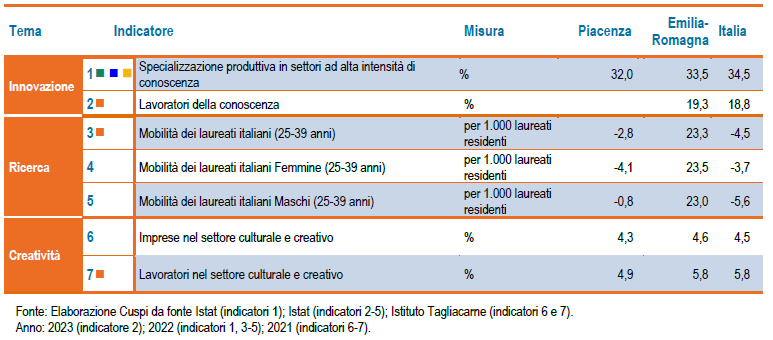 Tema Indicatore Misura Piacenza Emilia-Romagna Italia
Innovazione
1 Specializzazione produttiva in settori ad alta intensità di
conoscenza % 32,0 33,5 34,5
2 Lavoratori della conoscenza % 19,3 18,8
Ricerca
3 Mobilità dei laureati italiani (25-39 anni) per 1.000 laureati
residenti -2,8 23,3 -4,5
4 Mobilità dei laureati italiani Femmine (25-39 anni) per 1.000 laureati
residenti -4,1 23,5 -3,7
5 Mobilità dei laureati italiani Maschi (25-39 anni) per 1.000 laureati
residenti -0,8 23,0 -5,6
Creatività
6 Imprese nel settore culturale e creativo % 4,3 4,6 4,5
7 Lavoratori nel settore culturale e creativo % 4,9 5,8 5,8
Fonte: Elaborazione Cuspi da fonte Istat (indicatori 1); Istat (indicatori 2-5); Istituto Tagliacarne (indicatori 6 e 7).
Anno: 2023 (indicatore 2); 2022 (indicatori 1, 3-5); 2021 (indicatori 6-7).